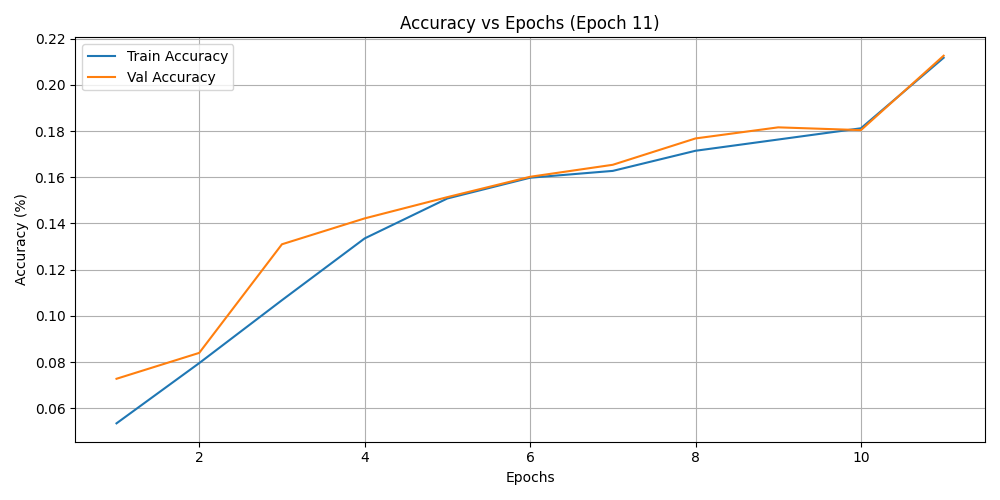 Accuracy vs Epochs (Epoch 11)
Train Accuracy
Val Accuracy
Accuracy (%)
0.22
0.20
0.18
0.16
0.14
0.12
0.10
0.08
0.06
2 4 6 8 10
Epochs